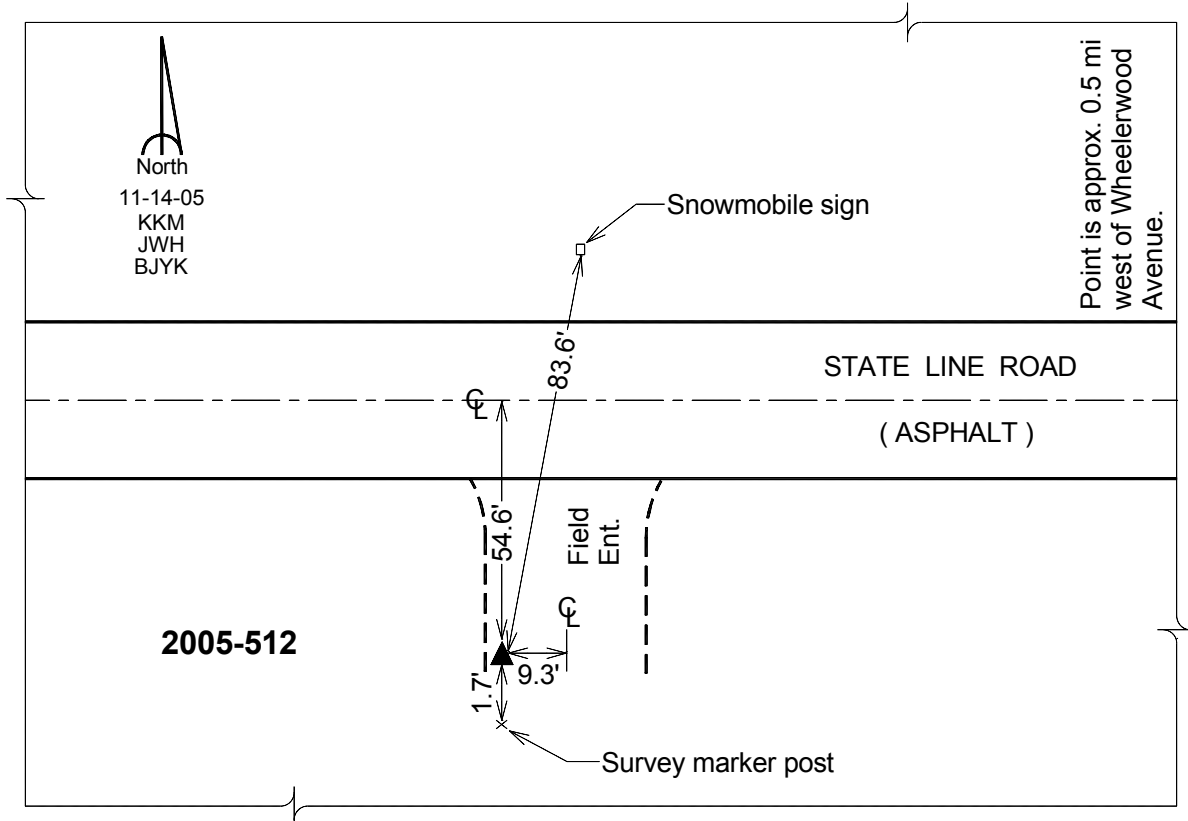 North
11-14-05
KKM
JWH
BJYK
Point is approx. 0.5 mi
west of Wheelerwood
Avenue.
Snowmobile sign
83.6'
STATE LINE ROAD
℄
( ASPHALT )
54.6'
Field
Ent.
℄
2005-512
9.3'
1.7'
Survey marker post